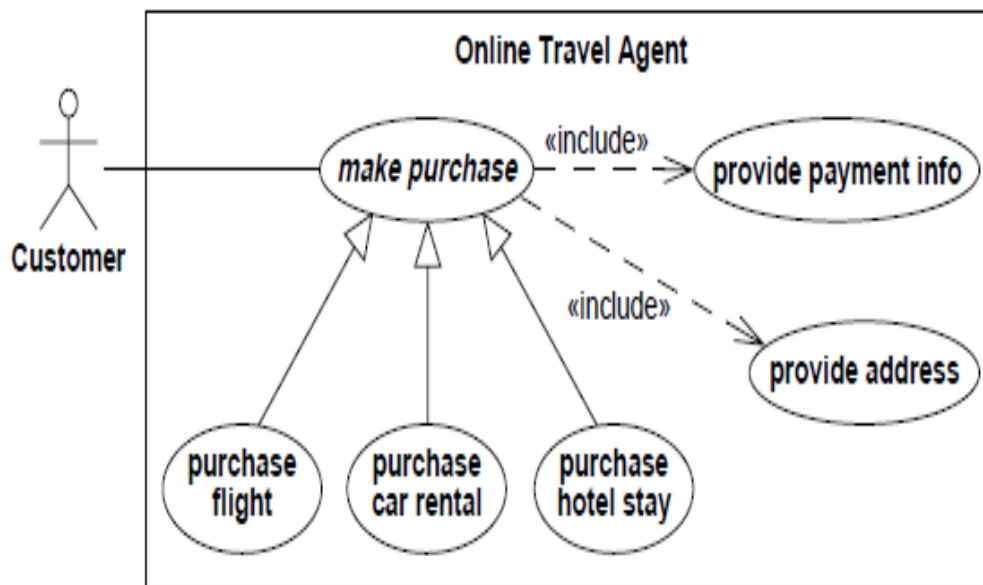 Online Travel Agent
«include»
make purchase
provide payment info
Customer
«include»
provide address
purchase
flight
purchase
car rental
purchase
hotel stay